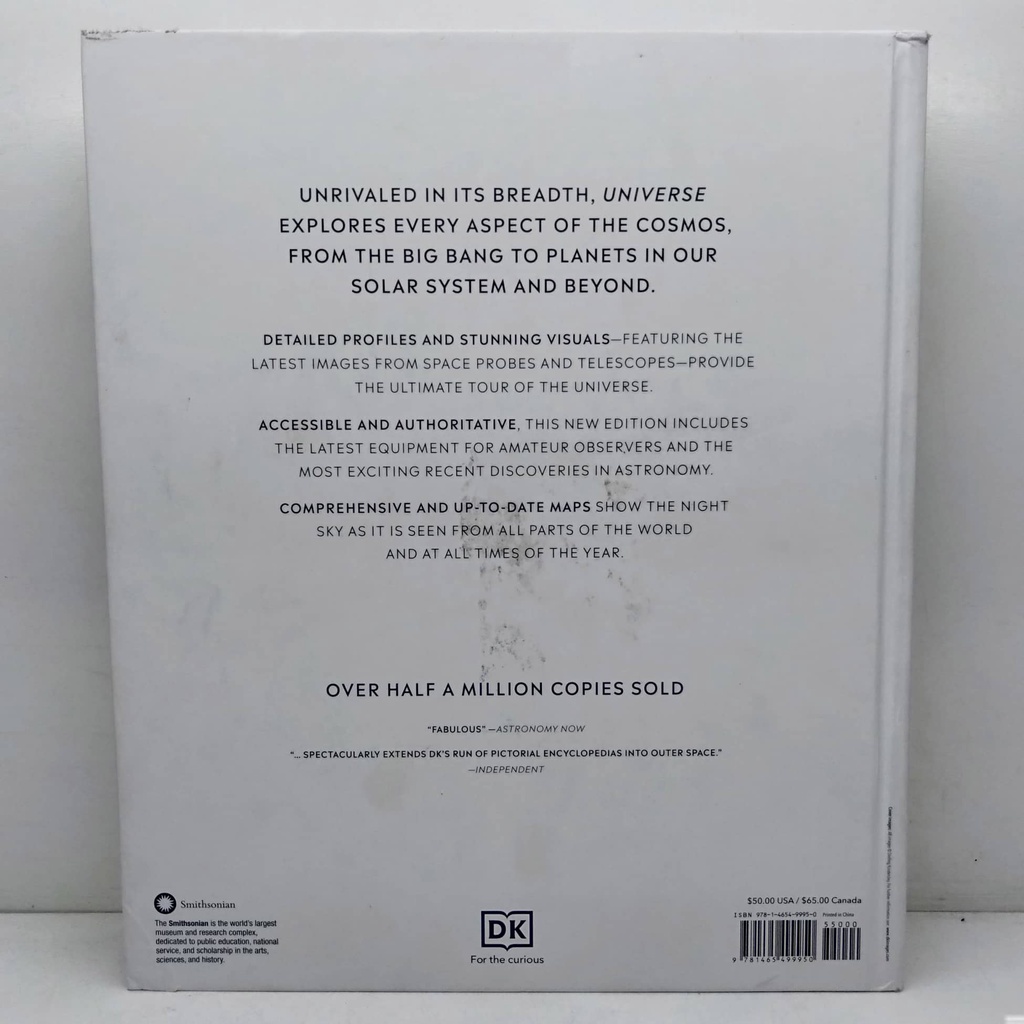 UNRIVALED IN ITS BREADTH, UNIVERSE
EXPLORES EVERY ASPECT OF THE COSMOS,
FROM THE BIG BANG TO PLANETS IN OUR
SOLAR SYSTEM AND BEYOND.
DETAILED PROFILES AND STUNNING VISUALS—FEATURING THE
LATEST IMAGES FROM SPACE PROBES AND TELESCOPES—PROVIDE
THE ULTIMATE TOUR OF THE UNIVERSE.
ACCESSIBLE AND AUTHORITATIVE, THIS NEW EDITION INCLUDES
THE LATEST EQUIPMENT FOR AMATEUR OBSERVERS AND THE
MOST EXCITING RECENT DISCOVERIES IN ASTRONOMY.
COMPREHENSIVE AND UP-TO-DATE MAPS SHOW THE NIGHT
SKY AS IT IS SEEN FROM ALL PARTS OF THE WORLD
AND AT ALL TIMES OF THE YEAR.
OVER HALF A MILLION COPIES SOLD
"FABULOUS" —ASTRONOMY NOW
"... SPECTACULARLY EXTENDS DK'S RUN OF PICTORIAL ENCYCLOPEDIAS INTO OUTER SPACE."
—INDEPENDENT
Smithsonian
The Smithsonian is the world's largest
museum and research complex,
dedicated to public education, national
service, and scholarship in the arts,
sciences, and history.
DK
For the curious
$50.00 USA / $65.00 Canada
ISBN 978-1-4654-9995-0 Printed in China
55000
9 781465 499950